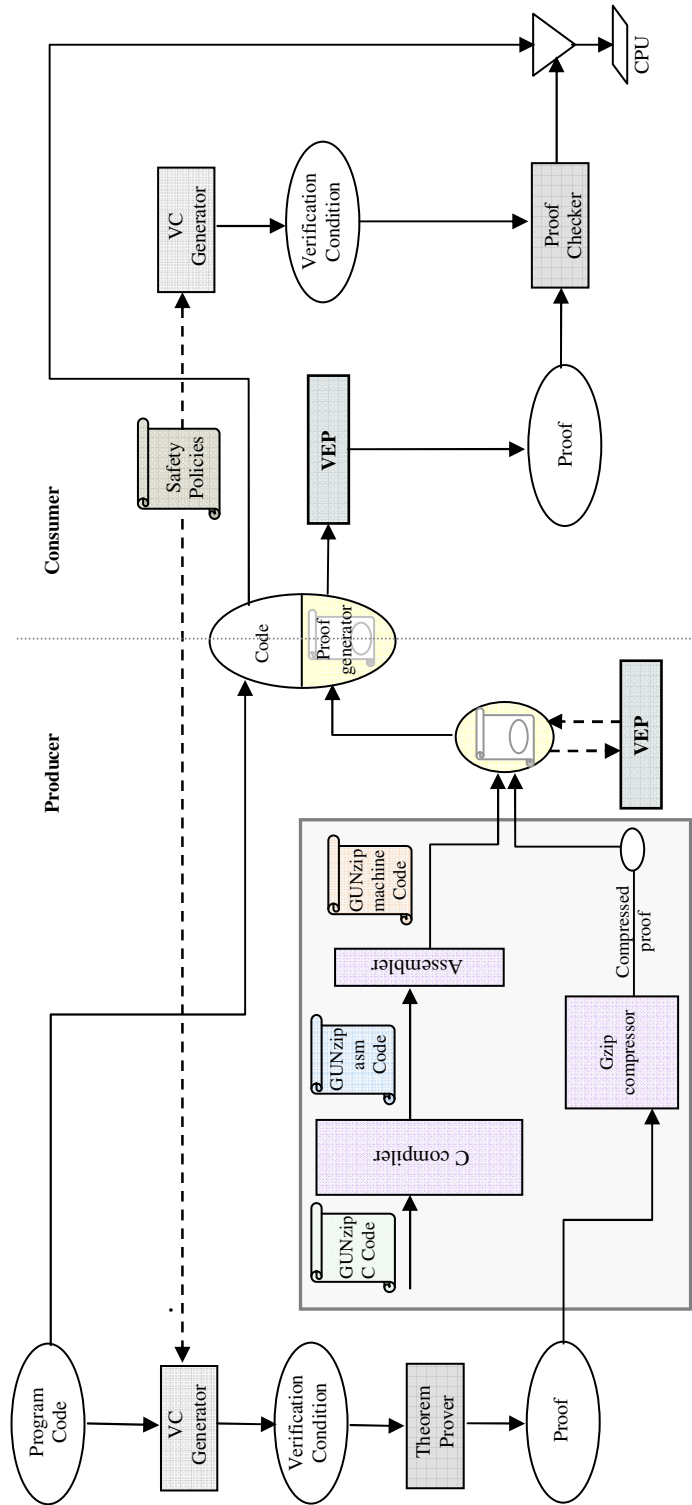 Producer
Consumer
Program
Code
VC
Generator
Verification
Condition
Theorem
Prover
Proof
GUNzip
C Code
C compiler
GUNzip
asm
Code
Assembler
GUNzip
machine
Code
Gzip
compressor
Compressed
proof
VEP
Code
Proof
generator
Safety
Policies
VEP
Proof
VC
Generator
Verification
Condition
Proof
Checker
CPU